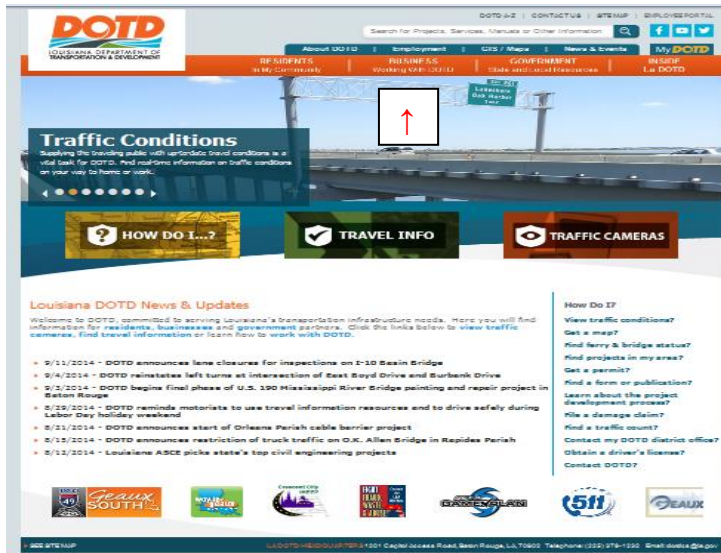 DOTD A-Z | CONTACT US | SITE MAP | EMPLOYEE PORTAL
DOTD
LOUISIANA DEPARTMENT OF
TRANSPORTATION & DEVELOPMENT
Search for Projects, Services, Manuals or Other Information
About DOTD | Employment | GIS / Maps | News & Events
My DOTD
RESIDENTS
In My Community
BUSINESS
Working With DOTD
GOVERNMENT
State and Local Resources
INSIDE
La DOTD
Lakeshore
Oak Harbor
Traffic Conditions
Supplying the traveling public with up-to-date travel conditions is a
vital task for DOTD. Find real-time information on traffic conditions
on your way to home or work.
HOW DO I...?
TRAVEL INFO
TRAFFIC CAMERAS
Louisiana DOTD News & Updates
Welcome to DOTD, committed to serving Louisiana's transportation infrastructure needs. Here you will find
information for residents, businesses and government partners. Click the links below to view traffic
cameras, find travel information or learn how to work with DOTD.
9/11/2014 - DOTD announces lane closures for inspections on I-10 Basin Bridge
9/4/2014 - DOTD reinstates left turns at intersection of East Boyd Drive and Burbank Drive
9/3/2014 - DOTD begins final phase of U.S. 190 Mississippi River Bridge painting and repair project in
Baton Rouge
8/29/2014 - DOTD reminds motorists to use travel information resources and to drive safely during
Labor Day holiday weekend
8/21/2014 - DOTD announces start of Orleans Parish cable barrier project
8/15/2014 - DOTD announces restriction of truck traffic on O.K. Allen Bridge in Rapides Parish
8/12/2014 - Louisiana ASCE picks state's top civil engineering projects
How Do I?
View traffic conditions?
Get a map?
Find ferry & bridge status?
Find projects in my area?
Get a permit?
Find a form or publication?
Learn about the project
development process?
File a damage claim?
Find a traffic count?
Contact my DOTD district office?
Obtain a driver's license?
Contact DOTD?
49
Geaux
SOUTH
Crescent City
511
GEAUX
SEE SITE MAP
LA DOTD HEADQUARTERS 1201 Capitol Access Road, Baton Rouge, LA, 70802 Telephone: (225) 379-1232